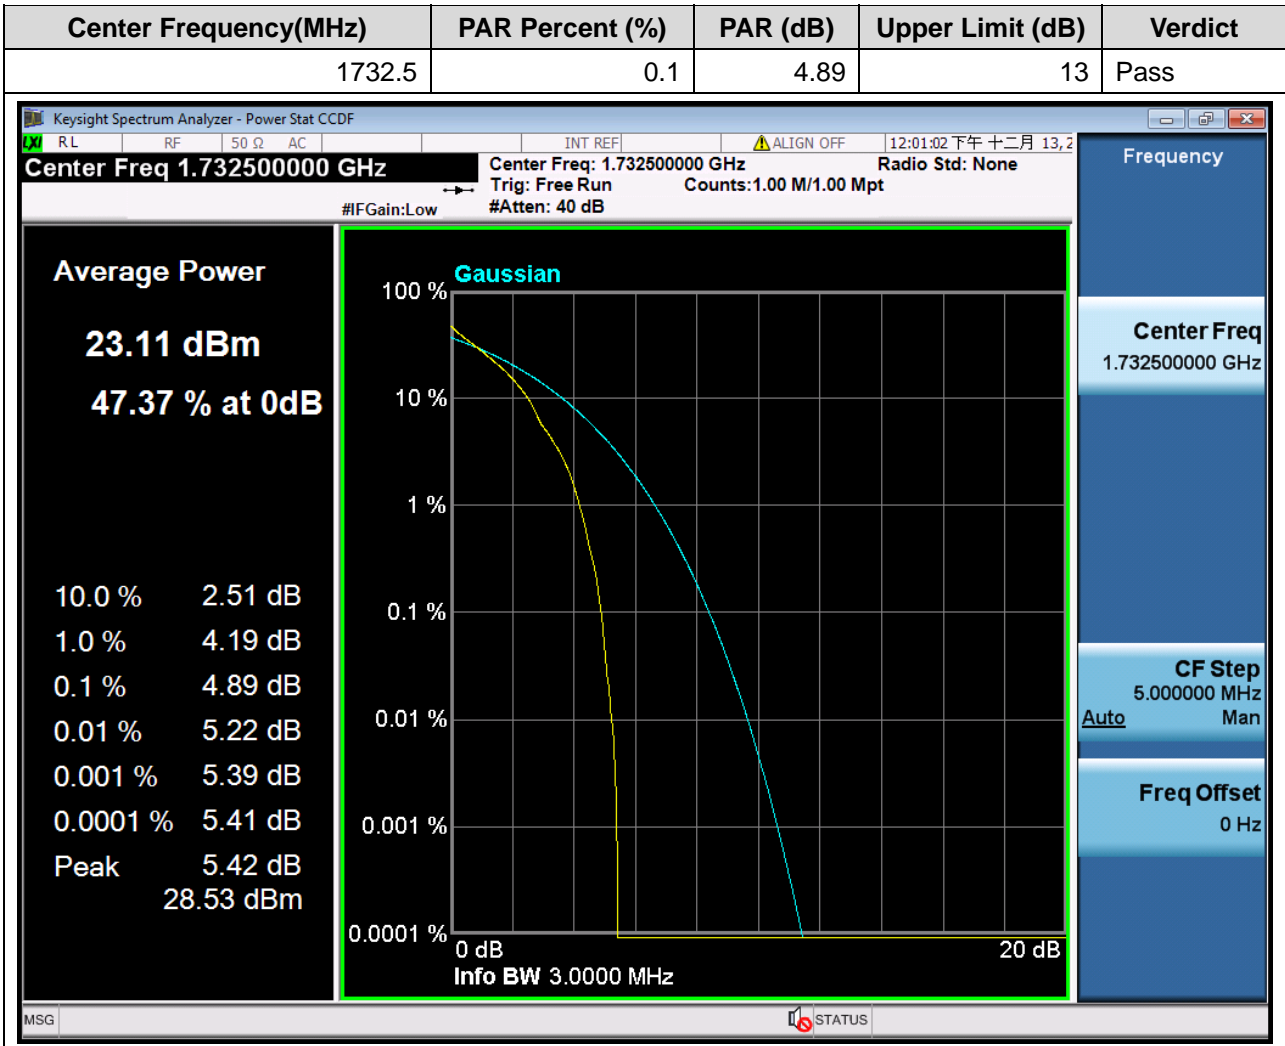 Center Frequency(MHz) PAR Percent (%) PAR (dB) Upper Limit (dB) Verdict
1732.5 0.1 4.89 13 Pass
Keysight Spectrum Analyzer - Power Stat CCDF
LXI RL RF 50 Ω AC INT REF ALIGN OFF 12:01:02下午 十二月 13, 2
Center Freq 1.732500000 GHz
Center Freq: 1.732500000 GHz Radio Std: None
Trig: Free Run Counts:1.00 M/1.00 Mpt
#IFGain:Low #Atten: 40 dB
Average Power
23.11 dBm
47.37 % at 0dB
10.0 % 2.51 dB
1.0 % 4.19 dB
0.1 % 4.89 dB
0.01 % 5.22 dB
0.001 % 5.39 dB
0.0001 % 5.41 dB
Peak 5.42 dB
28.53 dBm
Gaussian
100 %
10 %
1 %
0.1 %
0.01 %
0.001 %
0.0001 %
0 dB 20 dB
Info BW 3.0000 MHz
Frequency
Center Freq
1.732500000 GHz
CF Step
5.000000 MHz
Auto Man
Freq Offset
0 Hz
MSG STATUS